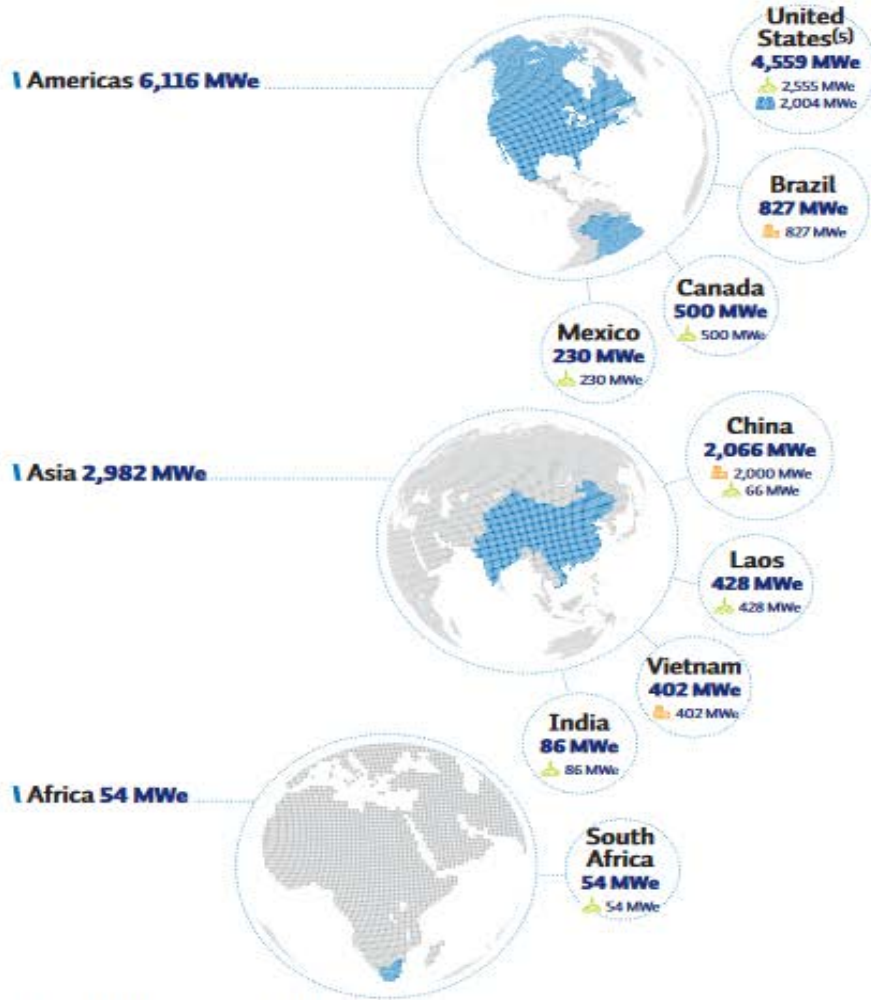 Americas 6,116 MWe
United
States(5)
4,559 MWe
2,555 MWe
2,004 MWe
Brazil
827 MWe
827 MWe
Canada
500 MWe
500 MWe
Mexico
230 MWe
230 MWe
Asia 2,982 MWe
China
2,066 MWe
2,000 MWe
66 MWe
Laos
428 MWe
428 MWe
Vietnam
402 MWe
402 MWe
India
86 MWe
86 MWe
Africa 54 MWe
South
Africa
54 MWe
54 MWe